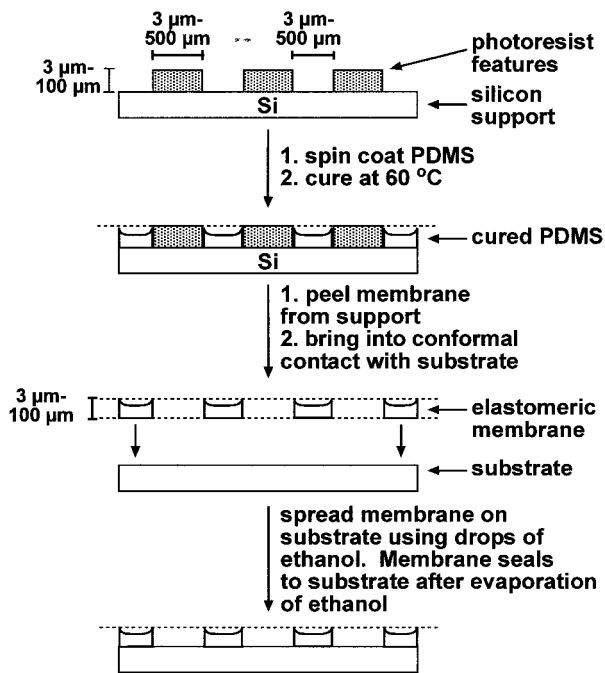 3 µm-
500 µm
3 µm-
500 µm
photoresist
features
3 µm-
100 µm
silicon
support
Si
1. spin coat PDMS
2. cure at 60 °C
cured PDMS
Si
1. peel membrane
from support
2. bring into conformal
contact with substrate
3 µm-
100 µm
elastomeric
membrane
substrate
spread membrane on
substrate using drops of
ethanol. Membrane seals
to substrate after evaporation
of ethanol